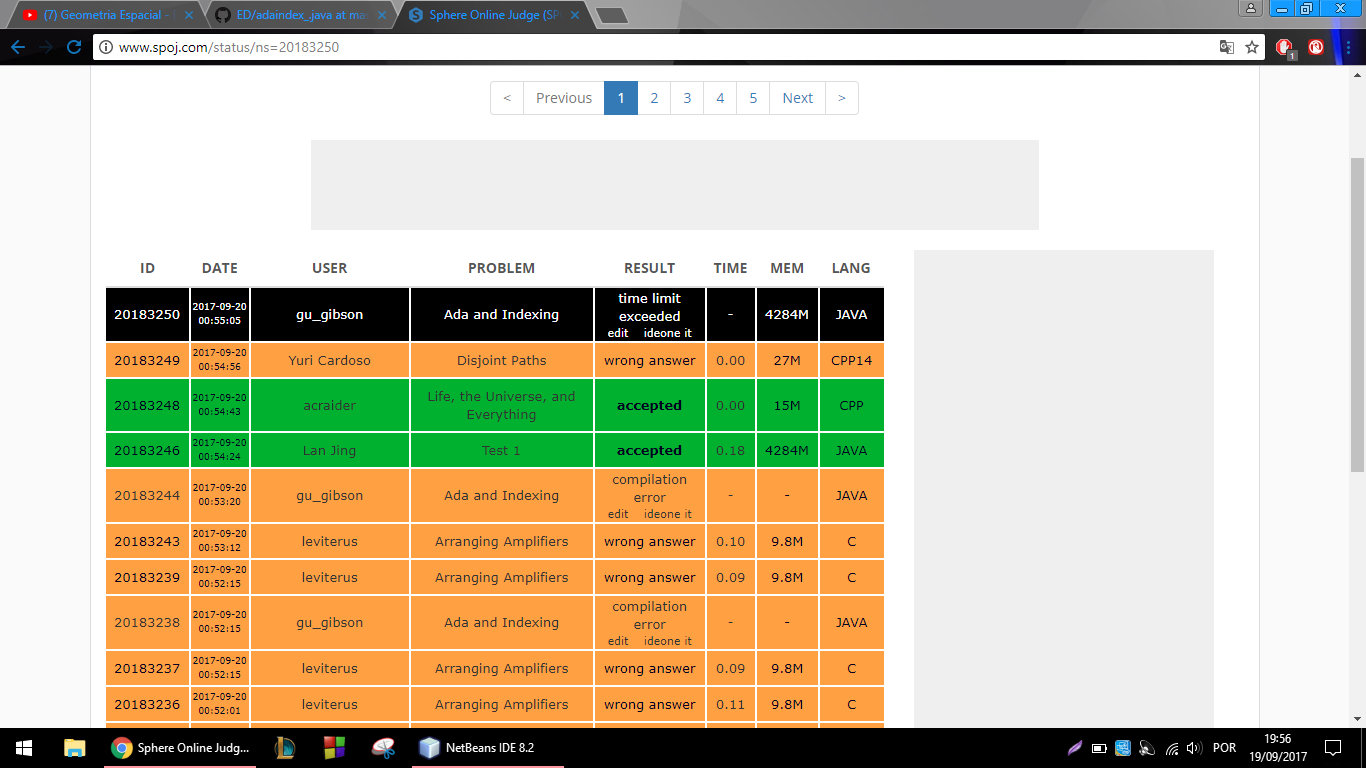 (7) Geometria Espacial - ED/adaindex_java at ma Sphere Online Judge (SP
www.spoj.com/status/ns=20183250
1
< Previous 1 2 3 4 5 Next >
ID DATE USER PROBLEM RESULT TIME MEM LANG
20183250 2017-09-20 00:55:05 gu_gibson Ada and Indexing time limit exceeded edit ideone it - 4284M JAVA
20183249 2017-09-20 00:54:56 Yuri Cardoso Disjoint Paths wrong answer 0.00 27M CPP14
20183248 2017-09-20 00:54:43 acraider Life, the Universe, and Everything accepted 0.00 15M CPP
20183246 2017-09-20 00:54:24 Lan Jing Test 1 accepted 0.18 4284M JAVA
20183244 2017-09-20 00:53:20 gu_gibson Ada and Indexing compilation error edit ideone it - - JAVA
20183243 2017-09-20 00:53:12 leviterus Arranging Amplifiers wrong answer 0.10 9.8M C
20183239 2017-09-20 00:52:15 leviterus Arranging Amplifiers wrong answer 0.09 9.8M C
20183238 2017-09-20 00:52:15 gu_gibson Ada and Indexing compilation error edit ideone it - - JAVA
20183237 2017-09-20 00:52:15 leviterus Arranging Amplifiers wrong answer 0.09 9.8M C
20183236 2017-09-20 00:52:01 leviterus Arranging Amplifiers wrong answer 0.11 9.8M C
Sphere Online Judg... NetBeans IDE 8.2 POR 19:56
19/09/2017